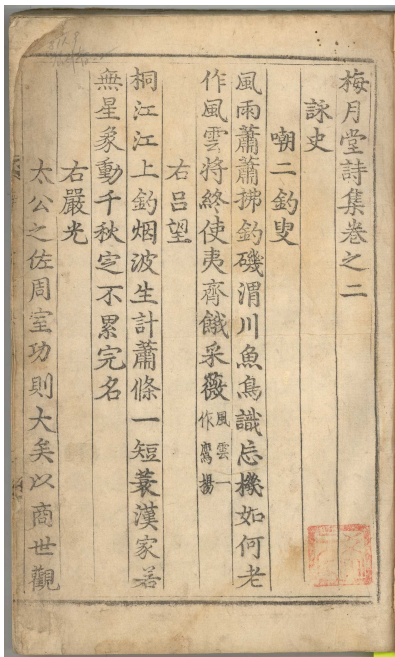 梅月堂詩集卷之二
詠史
嘲二釣叟
風雨蕭蕭拂釣磯渭川魚鳥識忘機如何老
作風雲將終使夷齊餓采薇風雲一作鷹揚
右呂望
桐江江上釣烟波生計蕭條一短蓑漢家若
無星象動千秋定不累完名
右嚴光
太公之佐周室功則大矣以商世觀